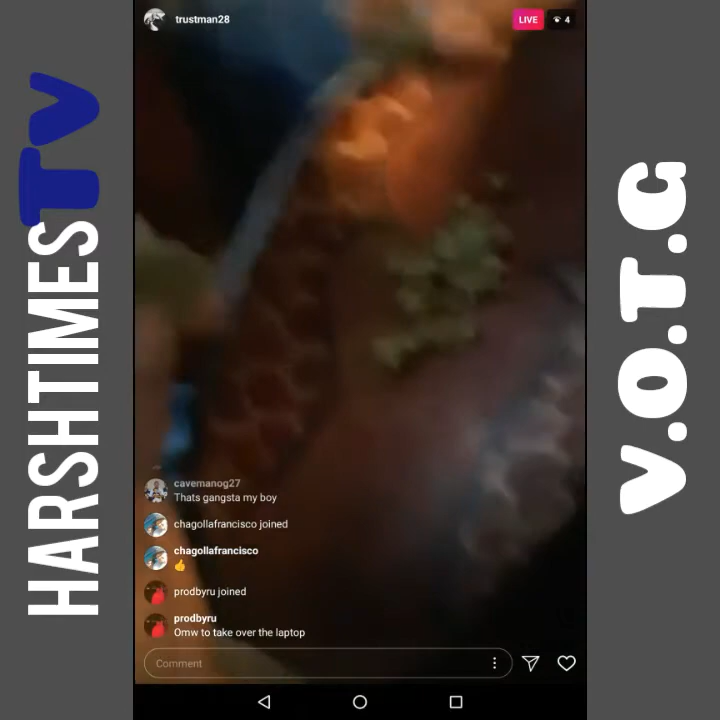 trustman28
LIVE
4
HARSHTIMESTV
V.O.T.G
cavemanog27
Thats gangsta my boy
chagollafrancisco joined
chagollafrancisco
👍
prodbyru joined
prodbyru
Omw to take over the laptop
Comment